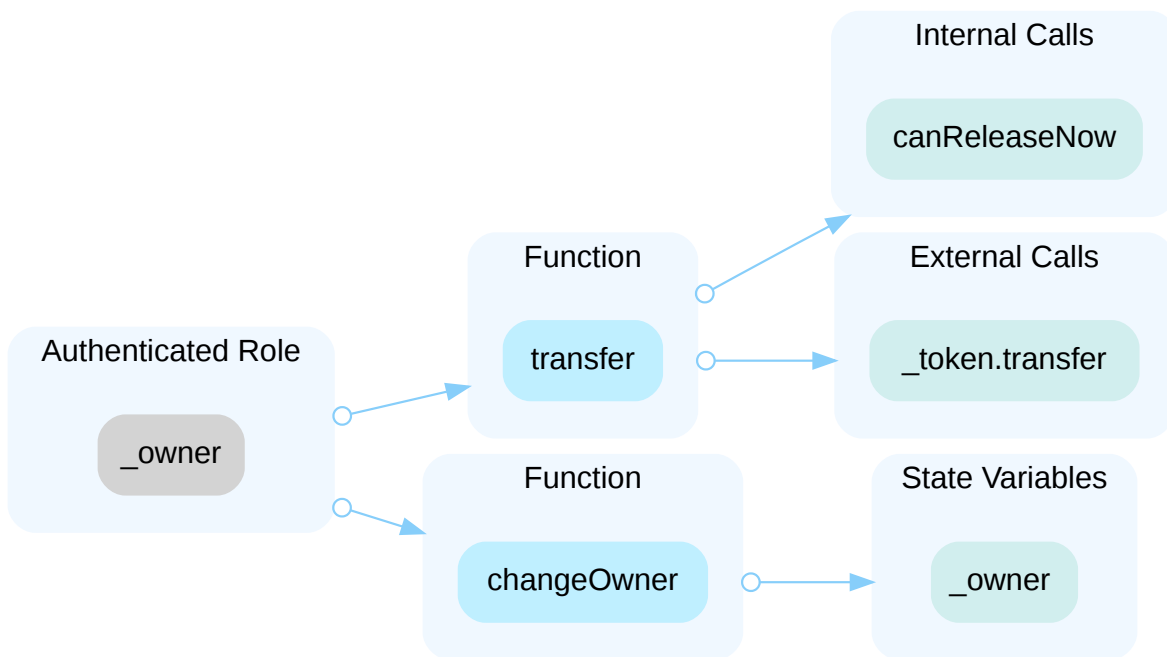 Internal Calls
canReleaseNow
Function
transfer
External Calls
_token.transfer
Authenticated Role
_owner
Function
changeOwner
State Variables
_owner